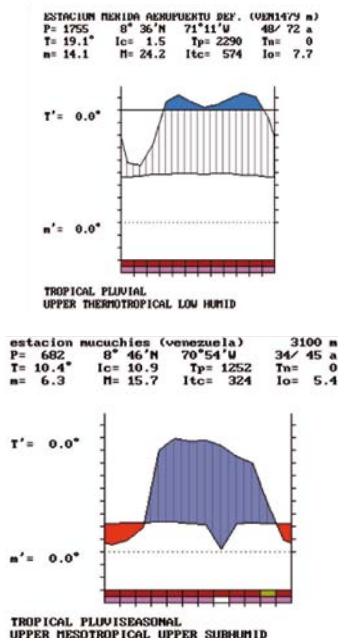 ESTACION MERIDA AEROPUERTO DEF. (VEN1479 m)
P= 1755 8° 36'N 71°11'W 48/ 72 a
T= 19.1° Ic= 1.5 Tp= 2290 Tn= 0
m= 14.1 M= 24.2 Itc= 574 Io= 7.7
T'= 0.0°
m'= 0.0°
TROPICAL PLUVIAL
UPPER THERMOTROPICAL LOW HUMID
estacion mucuchies (venezuela) 3100 m
P= 682 8° 46'N 70°54'W 34/ 45 a
T= 10.4° Ic= 10.9 Tp= 1252 Tn= 0
m= 6.3 M= 15.7 Itc= 324 Io= 5.4
T'= 0.0°
m'= 0.0°
TROPICAL PLUVISEASONAL
UPPER MESOTROPICAL UPPER SUBHUMID